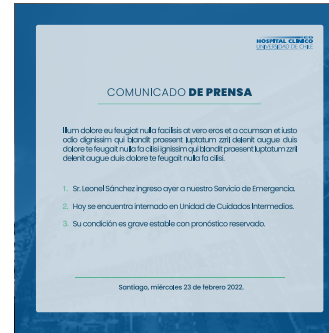 HOSPITAL CLÍNICO
UNIVERSIDAD DE CHILE
COMUNICADO DE PRENSA
Illum dolore eu feugiat nulla facilisis at vero eros et a ccumsan et iusto
odio dignissim qui blandit praesent luptatum zzril delenit augue duis
dolore te feugait nulla fa cilisi ignissim qui blandit praesent luptatum zzril
delenit augue duis dolore te feugait nulla fa cilisi.
1. Sr. Leonel Sánchez ingreso ayer a nuestro Servicio de Emergencia.
2. Hoy se encuentra internado en Unidad de Cuidados Intermedios.
3. Su condición es grave estable con pronóstico reservado.
Santiago, miércoles 23 de febrero 2022.